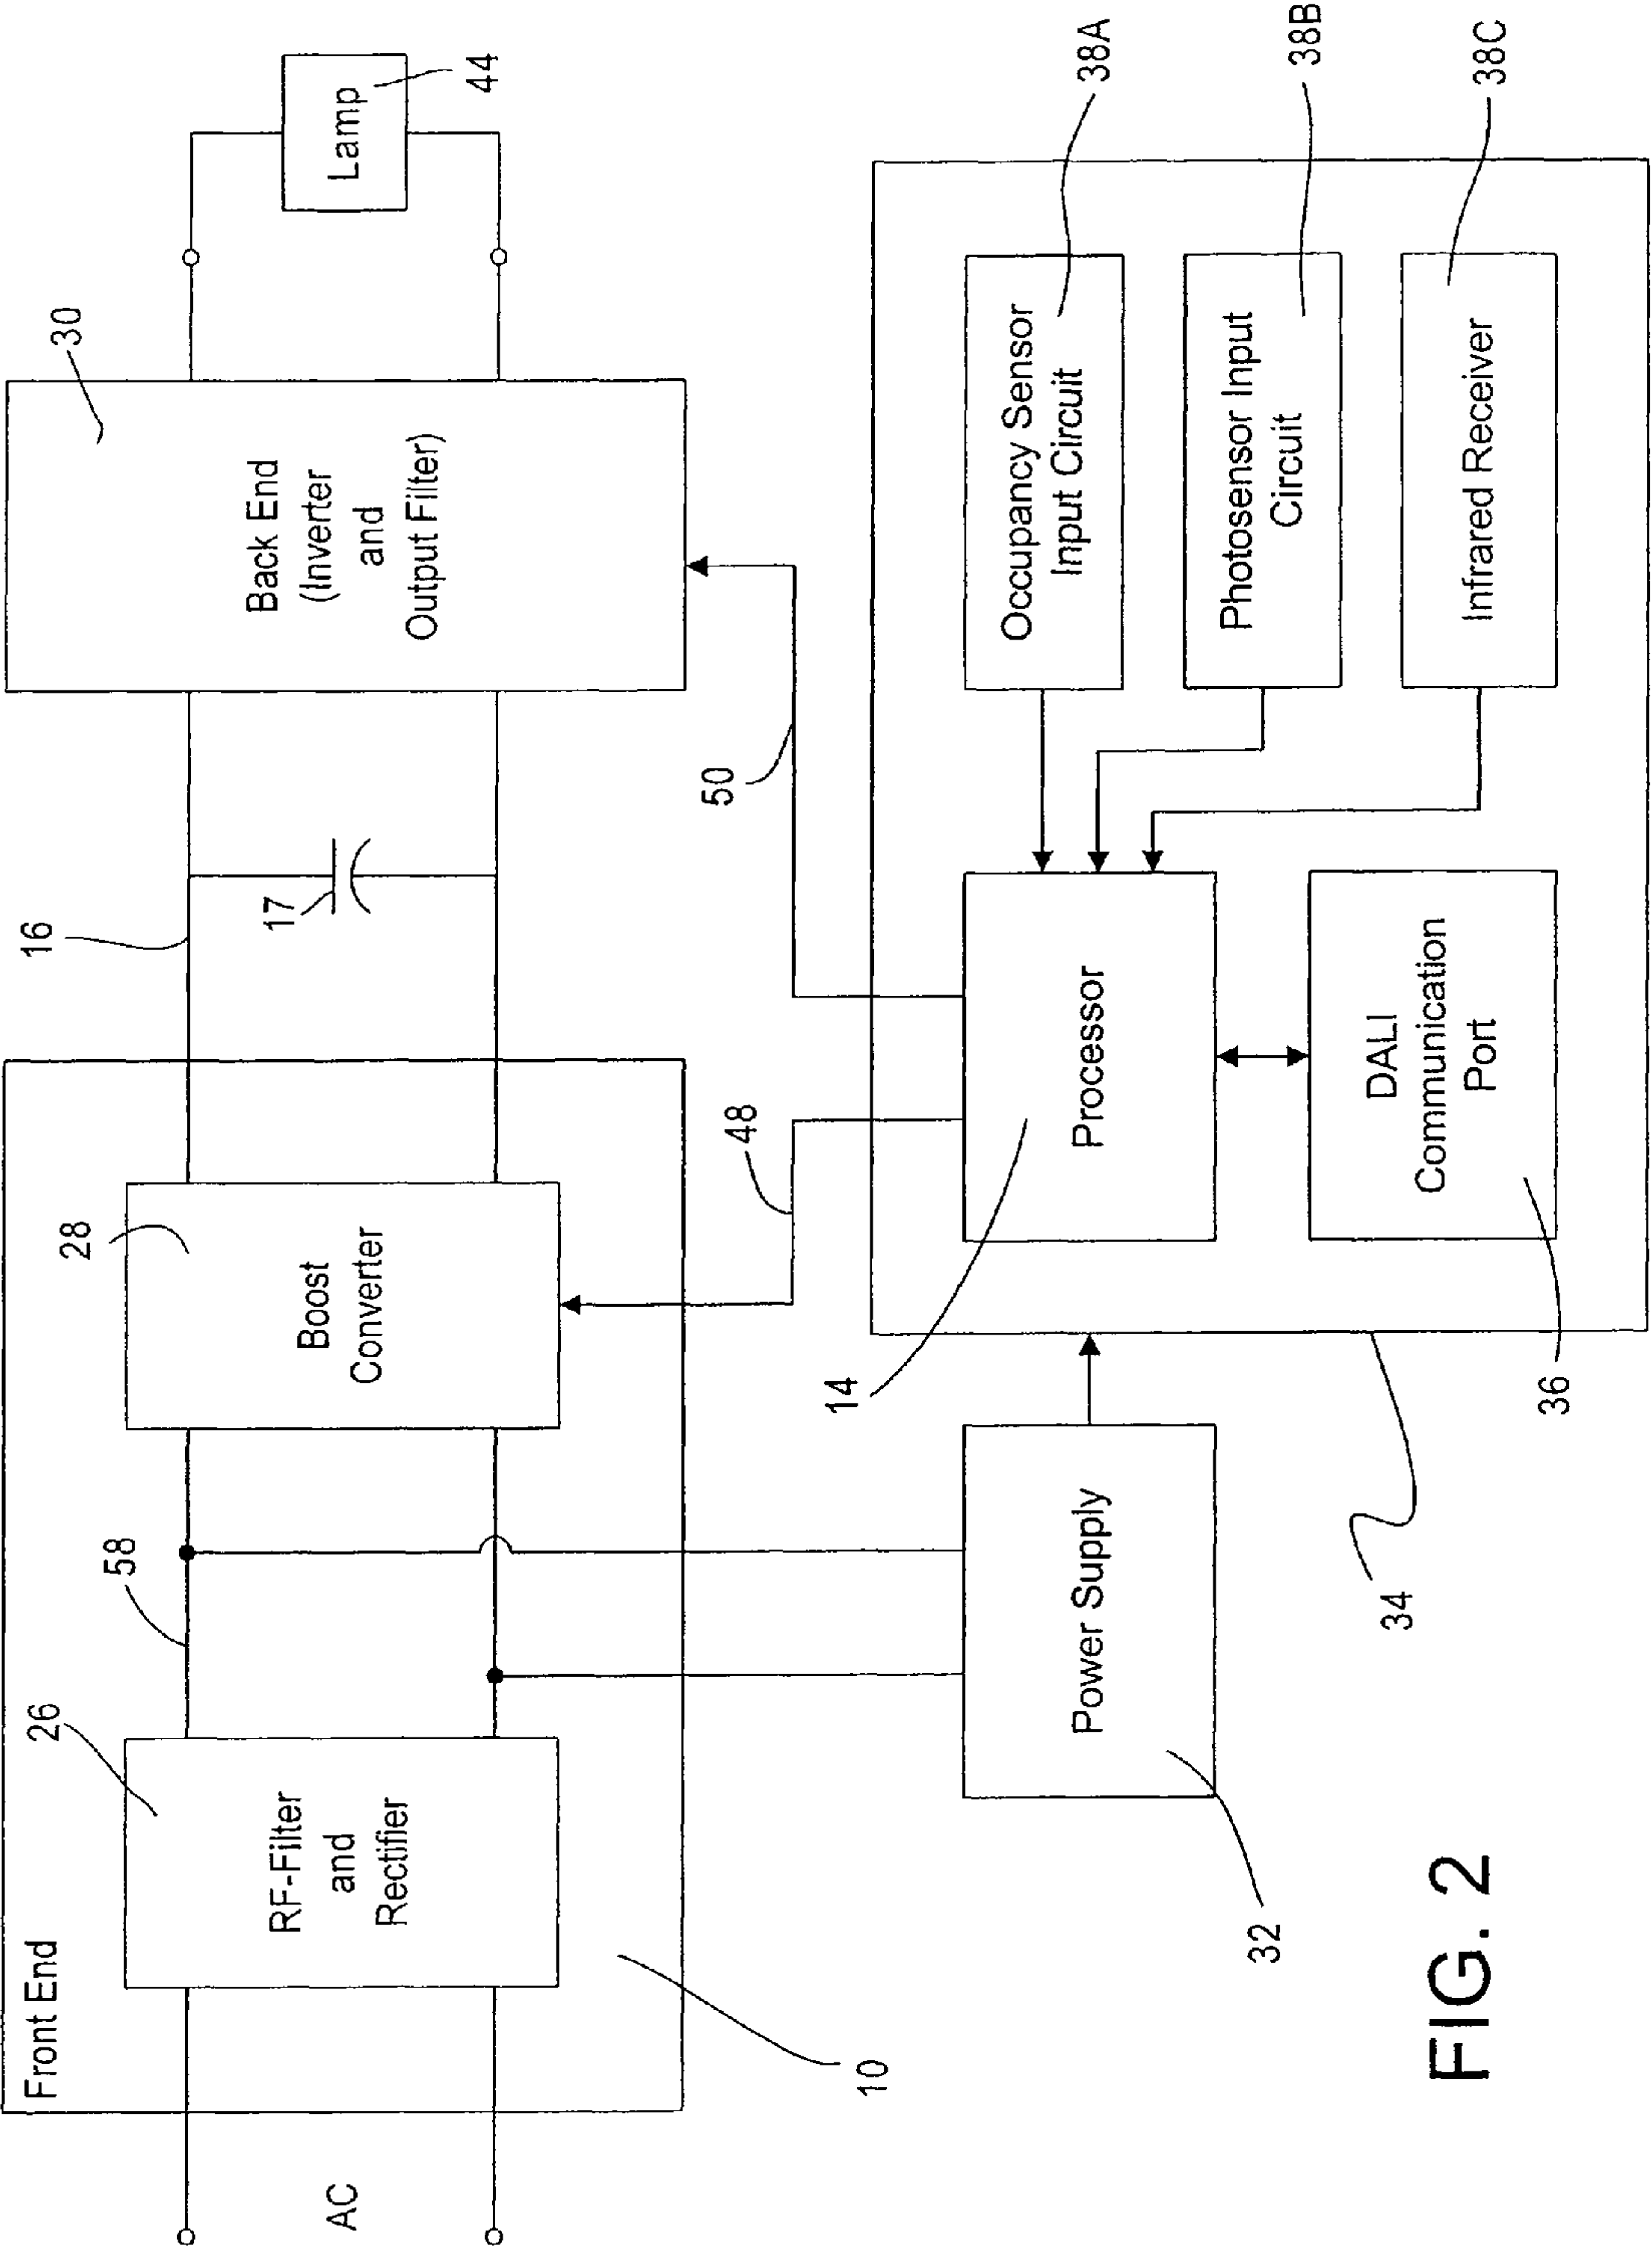 Front End
AC
RF-Filter
and
Rectifier
26
58
Boost
Converter
28
16
17
Back End
(Inverter
and
Output Filter)
30
Lamp
44
10
48
50
Power Supply
32
14
Processor
DALI
Communication
Port
36
34
Occupancy Sensor
Input Circuit
38A
Photosensor Input
Circuit
38B
Infrared Receiver
38C
FIG. 2